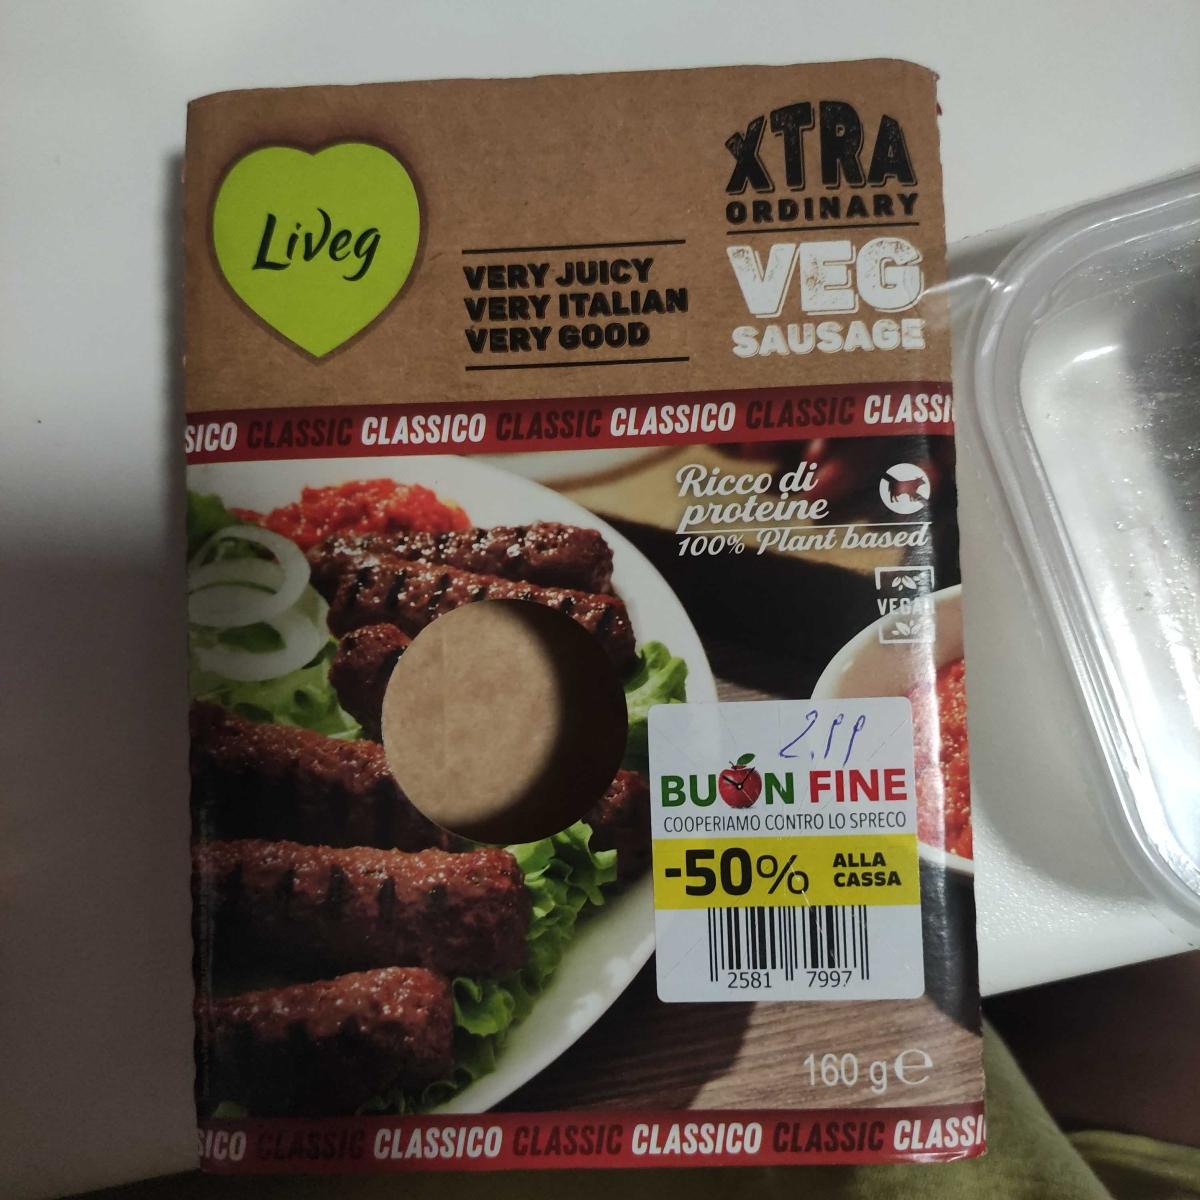 LiVeg
VERY JUICY
VERY ITALIAN
VERY GOOD
XTRA
ORDINARY
VEG
SAUSAGE
SICO CLASSIC CLASSICO CLASSIC CLASSICO CLASSIC CLASSI
Ricco di
proteine
100% Plant based
VEGA
2.99
BUON FINE
COOPERIAMO CONTRO LO SPRECO
-50% ALLA
CASSA
2581 7997
160 g e
SICO CLASSIC CLASSICO CLASSIC CLASSICO CLASSIC CLASSI